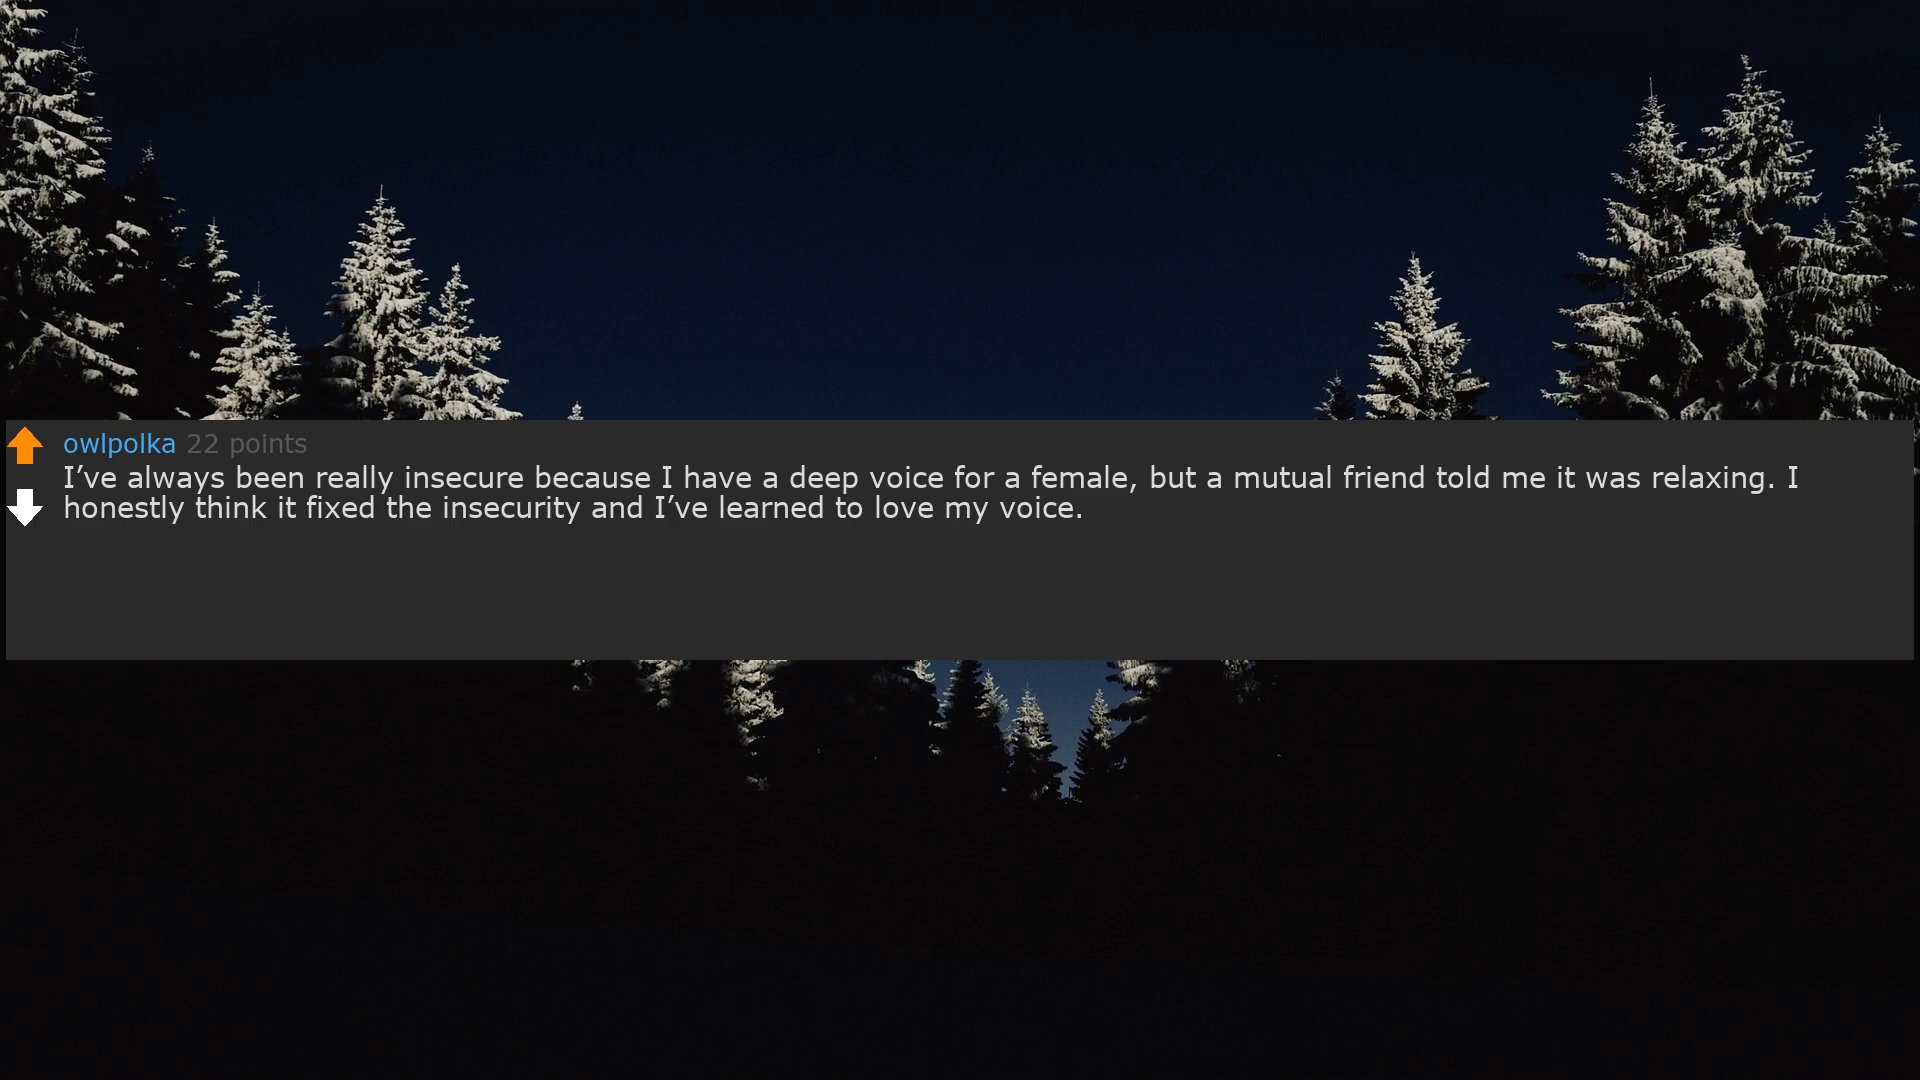 owlpolka 22 points
I’ve always been really insecure because I have a deep voice for a female, but a mutual friend told me it was relaxing. I
honestly think it fixed the insecurity and I’ve learned to love my voice.